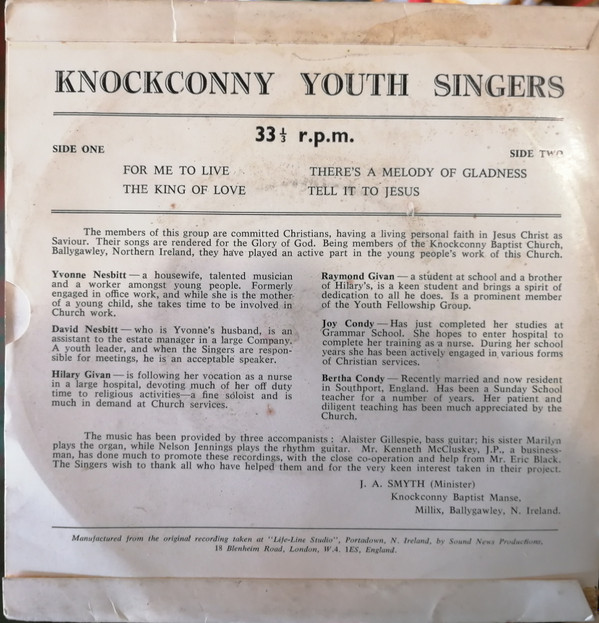 KNOCKCONNY YOUTH SINGERS
33⅓ r.p.m.
SIDE ONE
SIDE TWO
FOR ME TO LIVE
THE KING OF LOVE
THERE'S A MELODY OF GLADNESS
TELL IT TO JESUS
The members of this group are committed Christians, having a living personal faith in Jesus Christ as
Saviour. Their songs are rendered for the Glory of God. Being members of the Knockconny Baptist Church,
Ballygawley, Northern Ireland, they have played an active part in the young people's work of this Church.
Yvonne Nesbitt — a housewife, talented musician
and a worker amongst young people. Formerly
engaged in office work, and while she is the mother
of a young child, she takes time to be involved in
Church work.
David Nesbitt — who is Yvonne's husband, is an
assistant to the estate manager in a large Company.
A youth leader, and when the Singers are respon-
sible for meetings, he is an acceptable speaker.
Hilary Givan — is following her vocation as a nurse
in a large hospital, devoting much of her off duty
time to religious activities—a fine soloist and is
much in demand at Church services.
Raymond Givan — a student at school and a brother
of Hilary's, is a keen student and brings a spirit of
dedication to all he does. Is a prominent member
of the Youth Fellowship Group.
Joy Condy — Has just completed her studies at
Grammar School. She hopes to enter hospital to
complete her training as a nurse. During her school
years she has been actively engaged in various forms
of Christian services.
Bertha Condy — Recently married and now resident
in Southport, England. Has been a Sunday School
teacher for a number of years. Her patient and
diligent teaching has been much appreciated by the
Church.
The music has been provided by three accompanists : Alaister Gillespie, bass guitar; his sister Marilyn
plays the organ, while Nelson Jennings plays the rhythm guitar. Mr. Kenneth McCluskey, J.P., a business-
man, has done much to promote these recordings, with the close co-operation and help from Mr. Eric Black.
The Singers wish to thank all who have helped them and for the very keen interest taken in their project.
J. A. SMYTH (Minister)
Knockconny Baptist Manse,
Millix, Ballygawley, N. Ireland.
Manufactured from the original recording taken at "Life-Line Studio", Portadown, N. Ireland, by Sound News Productions,
18 Blenheim Road, London, W.A. 1ES, England.